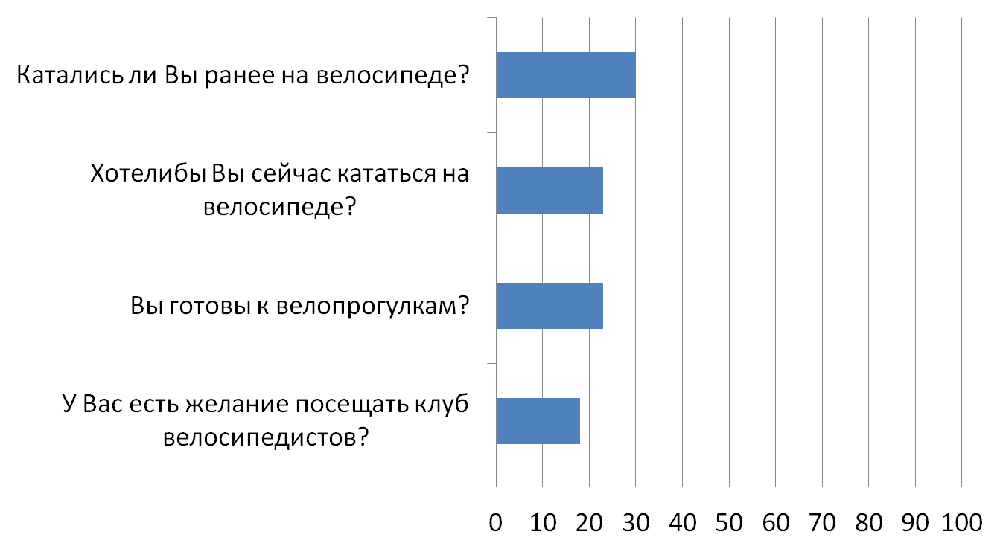 Катались ли Вы ранее на велосипеде?
Хотелибы Вы сейчас кататься на
велосипеде?
Вы готовы к велопрогулкам?
У Вас есть желание посещать клуб
велосипедистов?
0 10 20 30 40 50 60 70 80 90 100